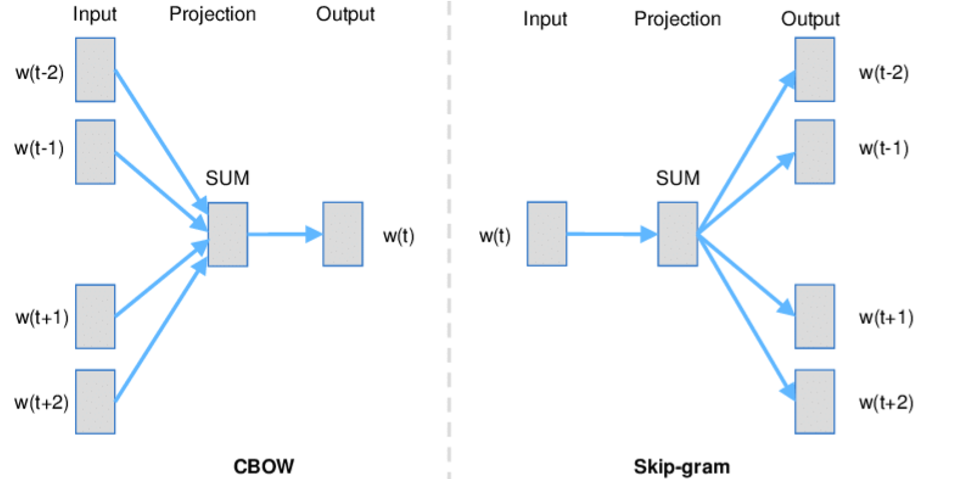 Input Projection Output
w(t-2)
w(t-1)
SUM
w(t)
w(t+1)
w(t+2)
CBOW
Input Projection Output
w(t-2)
w(t-1)
SUM
w(t)
w(t+1)
w(t+2)
Skip-gram